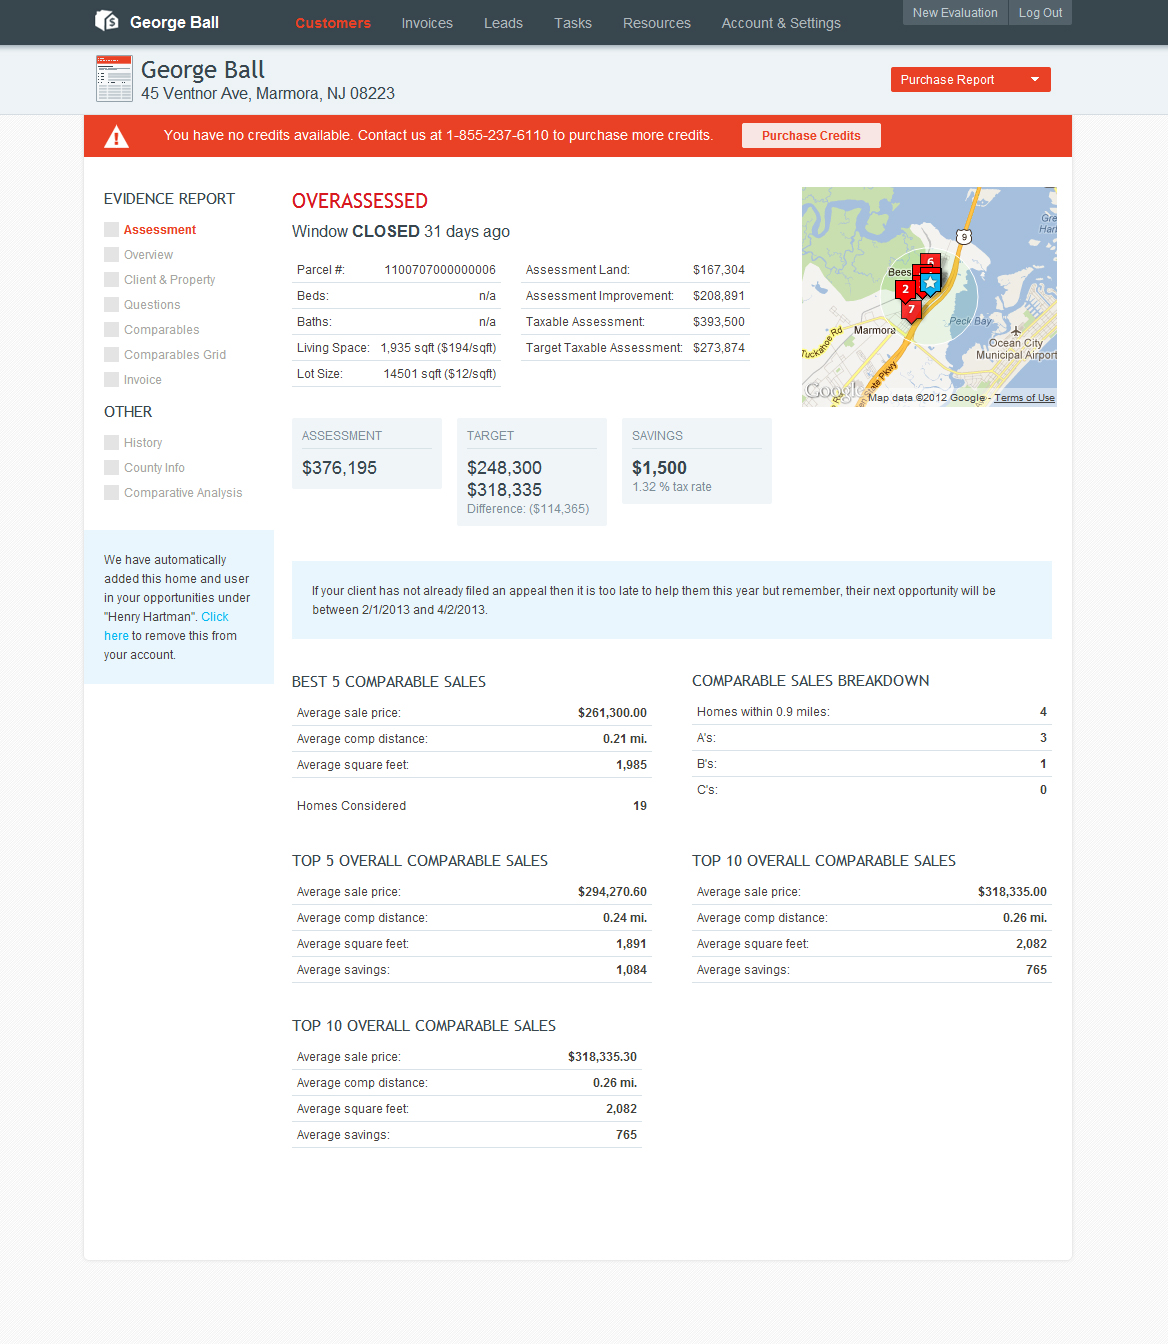 George Ball
Customers
Invoices
Leads
Tasks
Resources
Account & Settings
New Evaluation
Log Out
George Ball
45 Ventnor Ave, Marmora, NJ 08223
Purchase Report
You have no credits available. Contact us at 1-855-237-6110 to purchase more credits.
Purchase Credits
EVIDENCE REPORT
Assessment
Overview
Client & Property
Questions
Comparables
Comparables Grid
Invoice
OTHER
History
County Info
Comparative Analysis
We have automatically
added this home and user
in your opportunities under
"Henry Hartman". Click
here to remove this from
your account.
OVERASSESSED
Window CLOSED 31 days ago
Parcel #: 1100707000000006
Beds: n/a
Baths: n/a
Living Space: 1,935 sqft ($194/sqft)
Lot Size: 14501 sqft ($12/sqft)
Assessment Land: $167,304
Assessment Improvement: $208,891
Taxable Assessment: $393,500
Target Taxable Assessment: $273,874
Gre
Har
9
6
Bees
2
7
Peck Bay
Marmora
Tuckahoe Rd
Ocean City
Municipal Airport
State Pkwy
Google
Map data ©2012 Google - Terms of Use
ASSESSMENT
$376,195
TARGET
$248,300
$318,335
Difference: ($114,365)
SAVINGS
$1,500
1.32 % tax rate
If your client has not already filed an appeal then it is too late to help them this year but remember, their next opportunity will be
between 2/1/2013 and 4/2/2013.
BEST 5 COMPARABLE SALES
Average sale price: $261,300.00
Average comp distance: 0.21 mi.
Average square feet: 1,985
Homes Considered 19
COMPARABLE SALES BREAKDOWN
Homes within 0.9 miles: 4
A's: 3
B's: 1
C's: 0
TOP 5 OVERALL COMPARABLE SALES
Average sale price: $294,270.60
Average comp distance: 0.24 mi.
Average square feet: 1,891
Average savings: 1,084
TOP 10 OVERALL COMPARABLE SALES
Average sale price: $318,335.00
Average comp distance: 0.26 mi.
Average square feet: 2,082
Average savings: 765
TOP 10 OVERALL COMPARABLE SALES
Average sale price: $318,335.30
Average comp distance: 0.26 mi.
Average square feet: 2,082
Average savings: 765